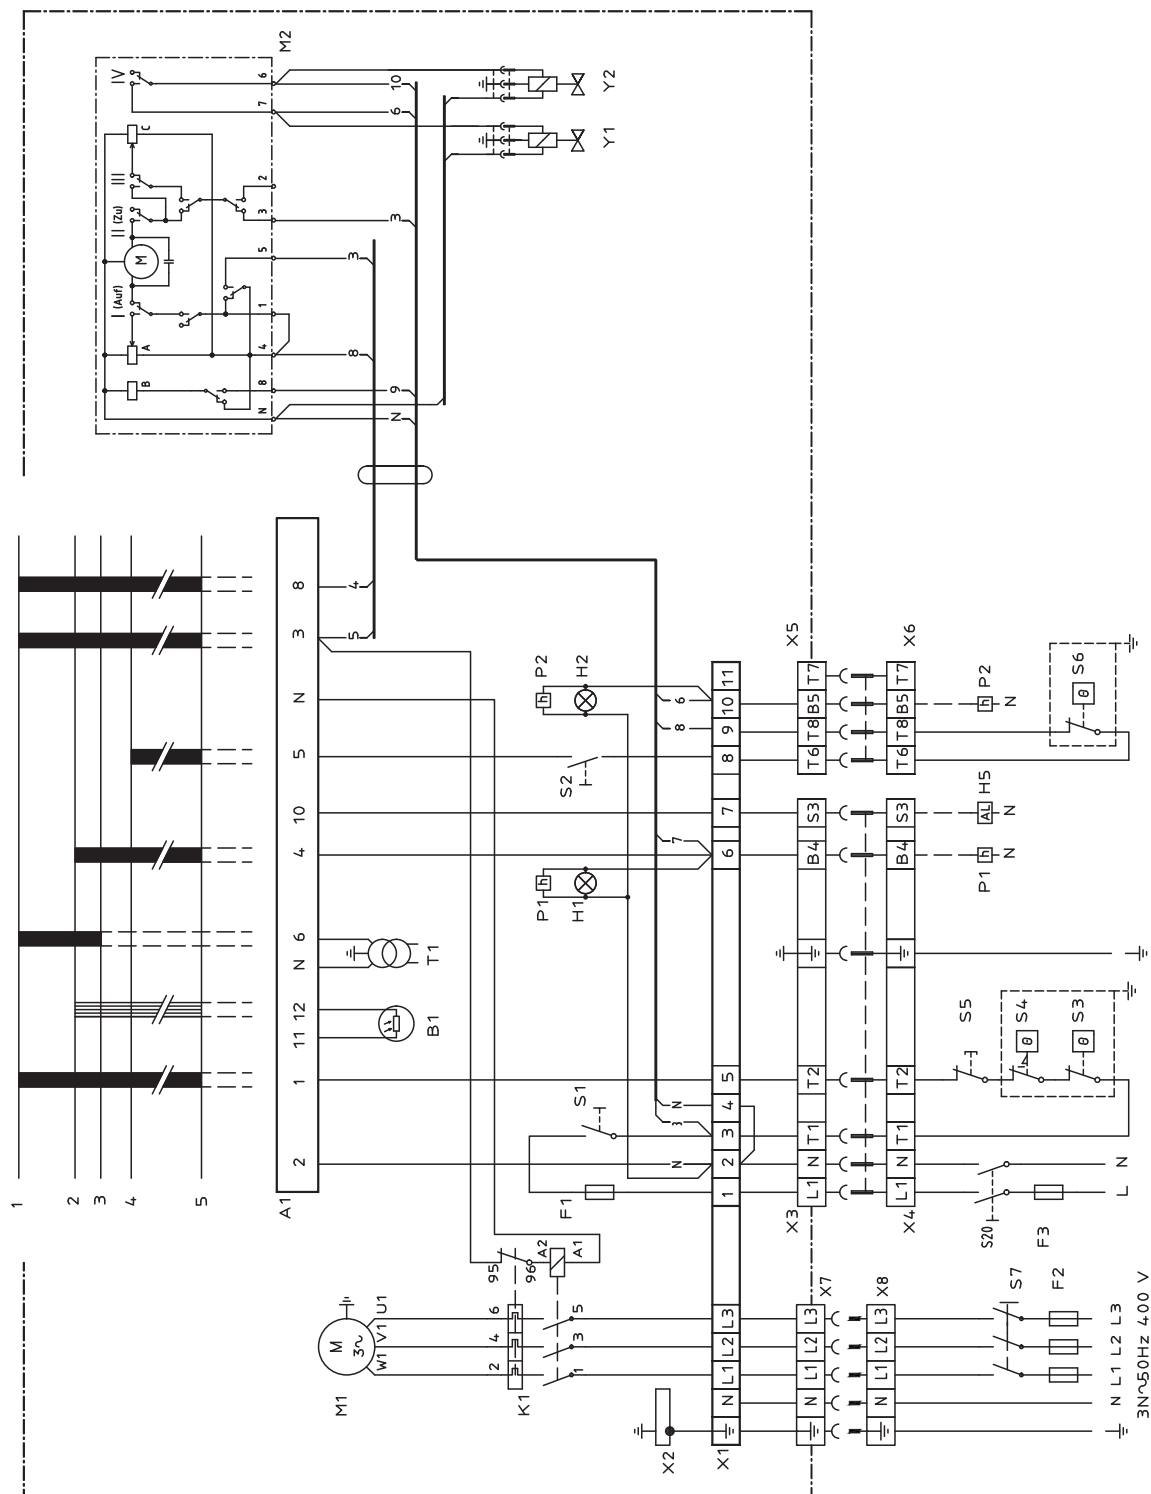 1
2
3
4
5
I (Auf) II (Zu) III IV
M
B A C
N 8 4 1 5 3 2 7 6
M2
A1
2 1 11 12 N 6 4 10 5 N 3 8
M 3~
M1
W1 V1 U1
5 4 8 3
N 9 3 6 10
B1 T1
Y1 Y2
2 4 6
95 96
K1
A2
A1
1 3 5
P1 P2
H1 H2
F1 S1 S2
N 3 N 7 8 6
X2
X1
N L1 L2 L3
1 2 3 4 5 6 7 8 9 10 11
X3 X5
N L1 L2 L3
X7
L1 N T1 T2 B4 S3 T6 T8 B5 T7
N L1 L2 L3
X8
X4 X6
L1 N T1 T2 B4 S3 T6 T8 B5 T7
S20
S5
P1 h N
AL H5 N
h P2 N
S7
S4 θ
F3
F2
S3 θ
S6 θ
L N
N L1 L2 L3
3N~50Hz 400 V